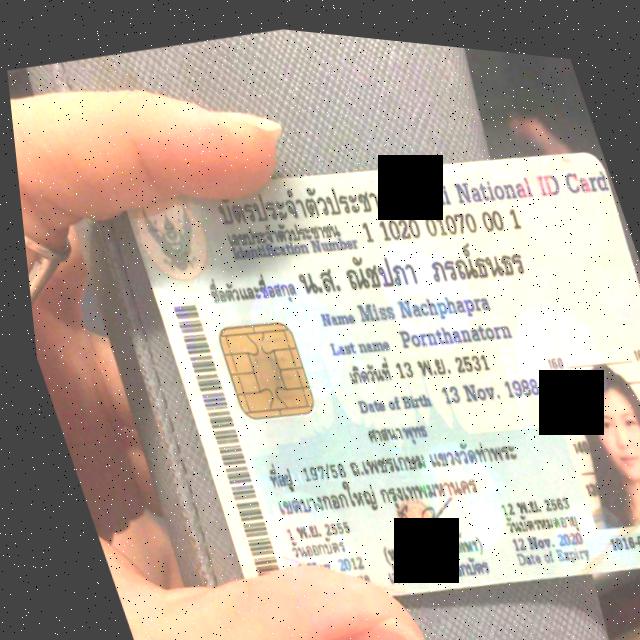 บัตรประจำตัวประชา National ID Card
เลขประจำตัวประชาชน 1 1020 01070 00 1
Identification Number
ชื่อตัวและชื่อสกุล น.ส. ณัชปภา ภรณ์ธนธร
Name Miss Nachphapra
Last name Pornthanatorn
เกิดวันที่ 13 พ.ย. 2531
Date of Birth 13 Nov. 1988
ศาสนา พุทธ
ที่อยู่ 197/58 ถ.เพชรเกษม แขวงวัดท่าพระ
เขตบางกอกใหญ่ กรุงเทพมหานคร
1 พ.ย. 2555
วันออกบัตร
2012
12 พ.ย. 2563
วันบัตรหมดอายุ
12 Nov. 2020
Date of Expiry